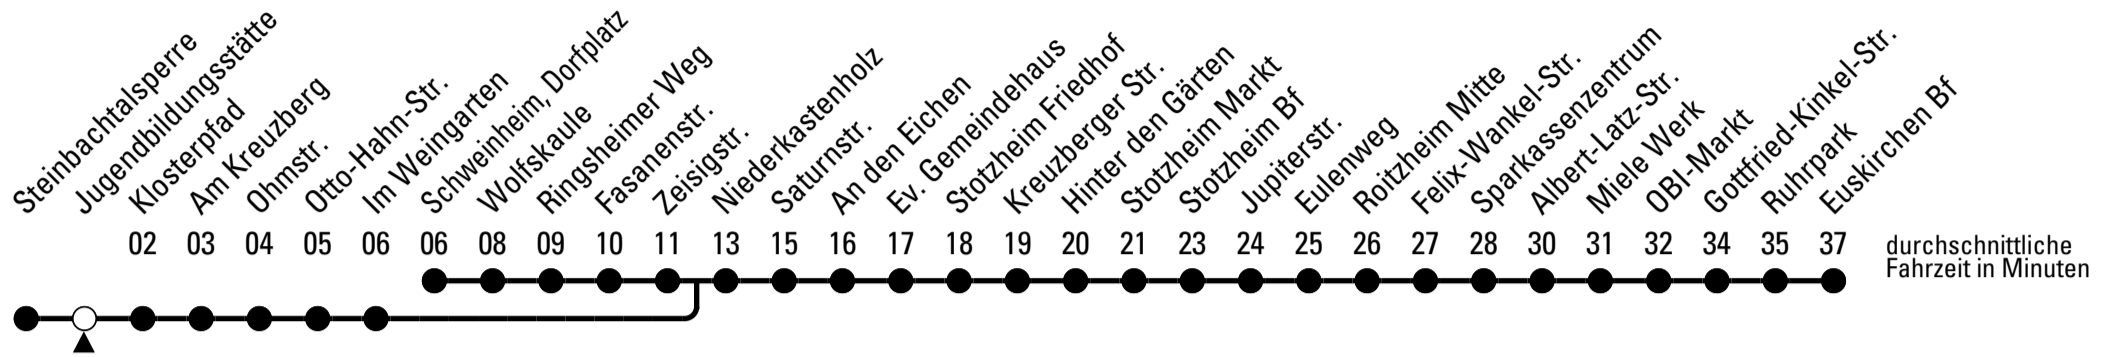 Steinbachtalsperre
Jugendbildungsstätte
Klosterpfad
Am Kreuzberg
Ohmstr.
Otto-Hahn-Str.
Im Weingarten
Schweinheim, Dorfplatz
Wolfskaule
Ringsheimer Weg
Fasanenstr.
Zeisigstr.
Niederkastenholz
Saturnstr.
An den Eichen
Ev. Gemeindehaus
Stotzheim Friedhof
Kreuzberger Str.
Hinter den Gärten
Stotzheim Markt
Stotzheim Bf
Jupiterstr.
Eulenweg
Roitzheim Mitte
Felix-Wankel-Str.
Sparkassenzentrum
Albert-Latz-Str.
Miele Werk
OBI-Markt
Gottfried-Kinkel-Str.
Ruhrpark
Euskirchen Bf
02 03 04 05 06 06 08 09 10 11 13 15 16 17 18 19 20 21 23 24 25 26 27 28 30 31 32 34 35 37
durchschnittliche
Fahrzeit in Minuten